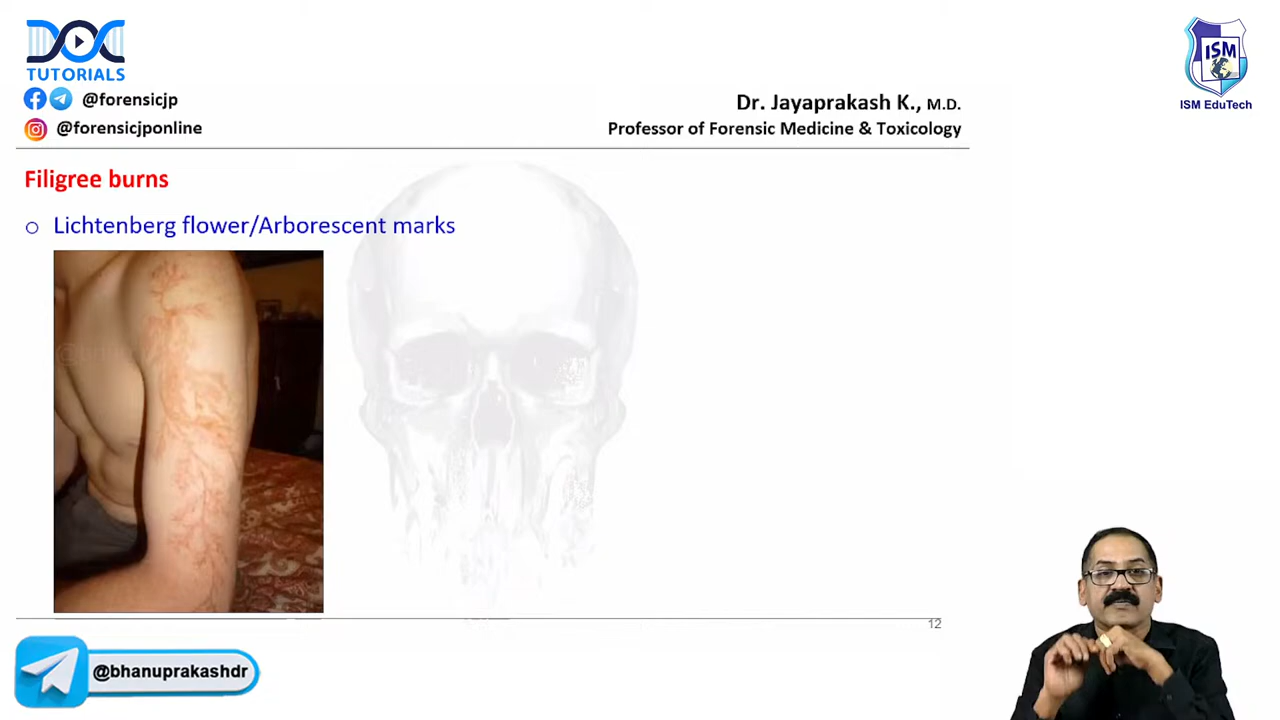 DOC
TUTORIALS
@forensicjp
@forensicjponline
Dr. Jayaprakash K., M.D.
Professor of Forensic Medicine & Toxicology
ISM
ISM EduTech
Filigree burns
o Lichtenberg flower/Arborescent marks
12
@bhanuprakashdr